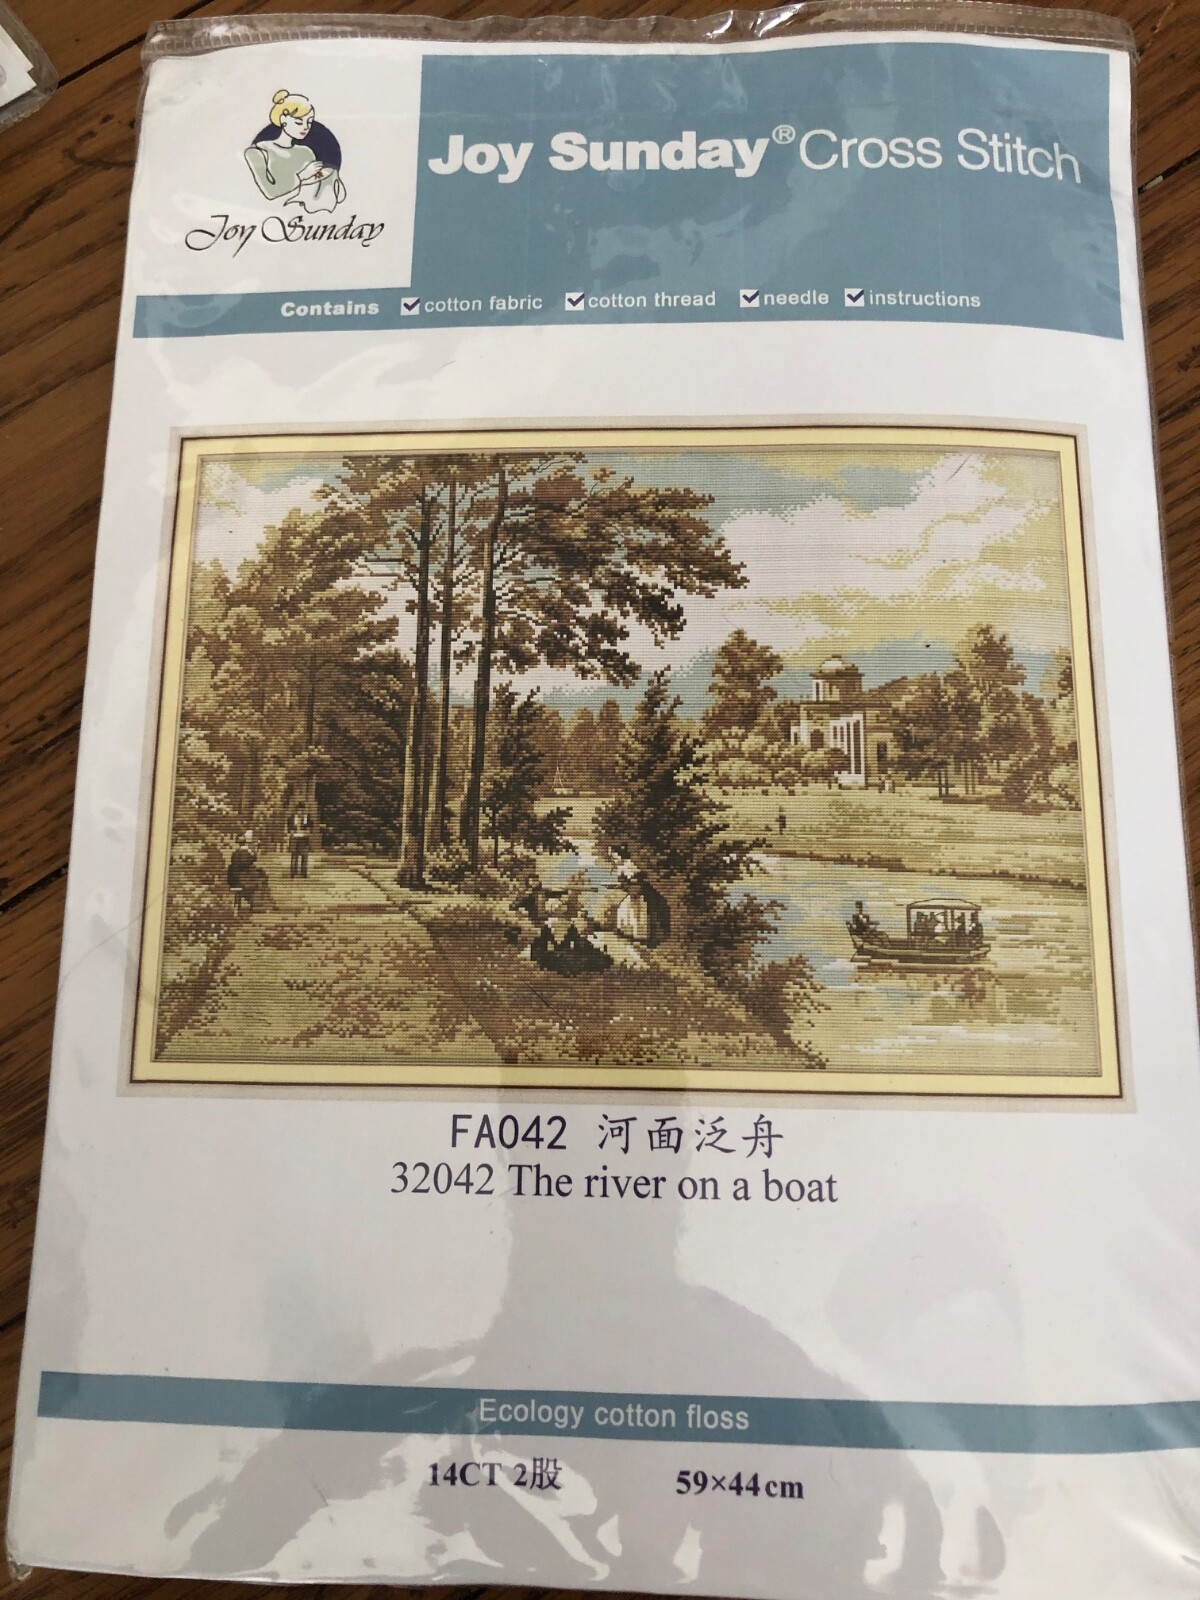 Joy Sunday® Cross Stitch
Joy Sunday
Contains cotton fabric cotton thread needle instructions
FA042 河面泛舟
32042 The river on a boat
Ecology cotton floss
14CT 2股 59×44cm